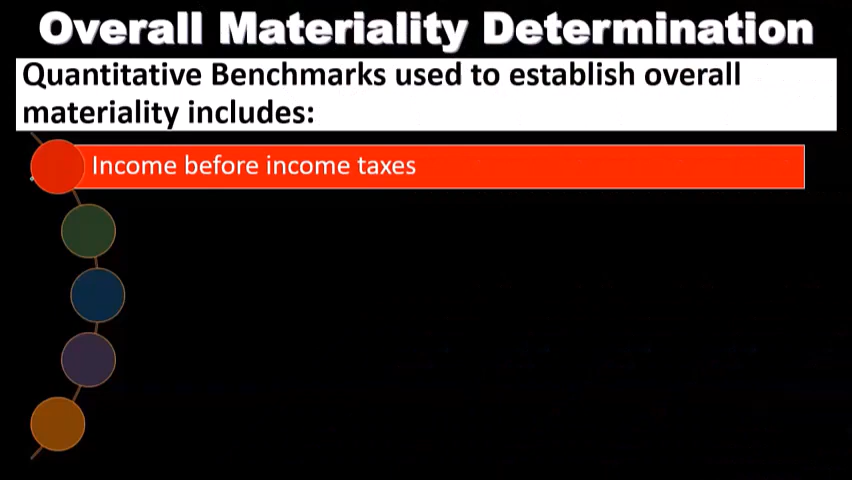 Overall Materiality Determination
Quantitative Benchmarks used to establish overall
materiality includes:
Income before income taxes